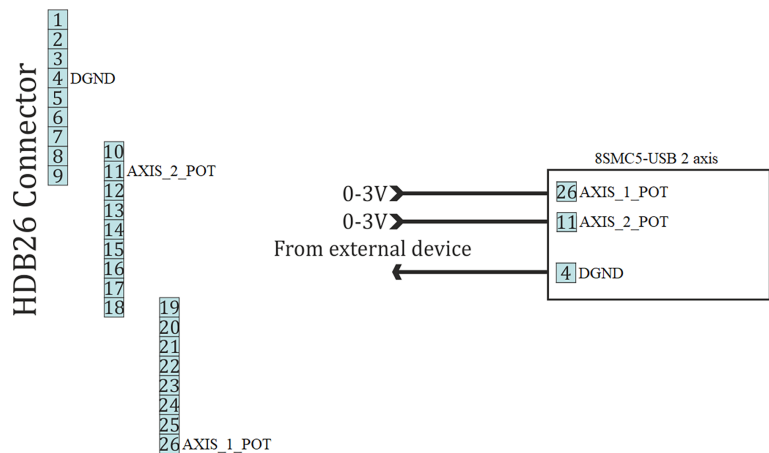 HDB26 Connector
1
2
3
4 DGND
5
6
7
8
9
10
11 AXIS_2_POT
12
13
14
15
16
17
18
19
20
21
22
23
24
25
26 AXIS_1_POT
8SMC5-USB 2 axis
0-3V
26 AXIS_1_POT
0-3V
11 AXIS_2_POT
From external device
4 DGND